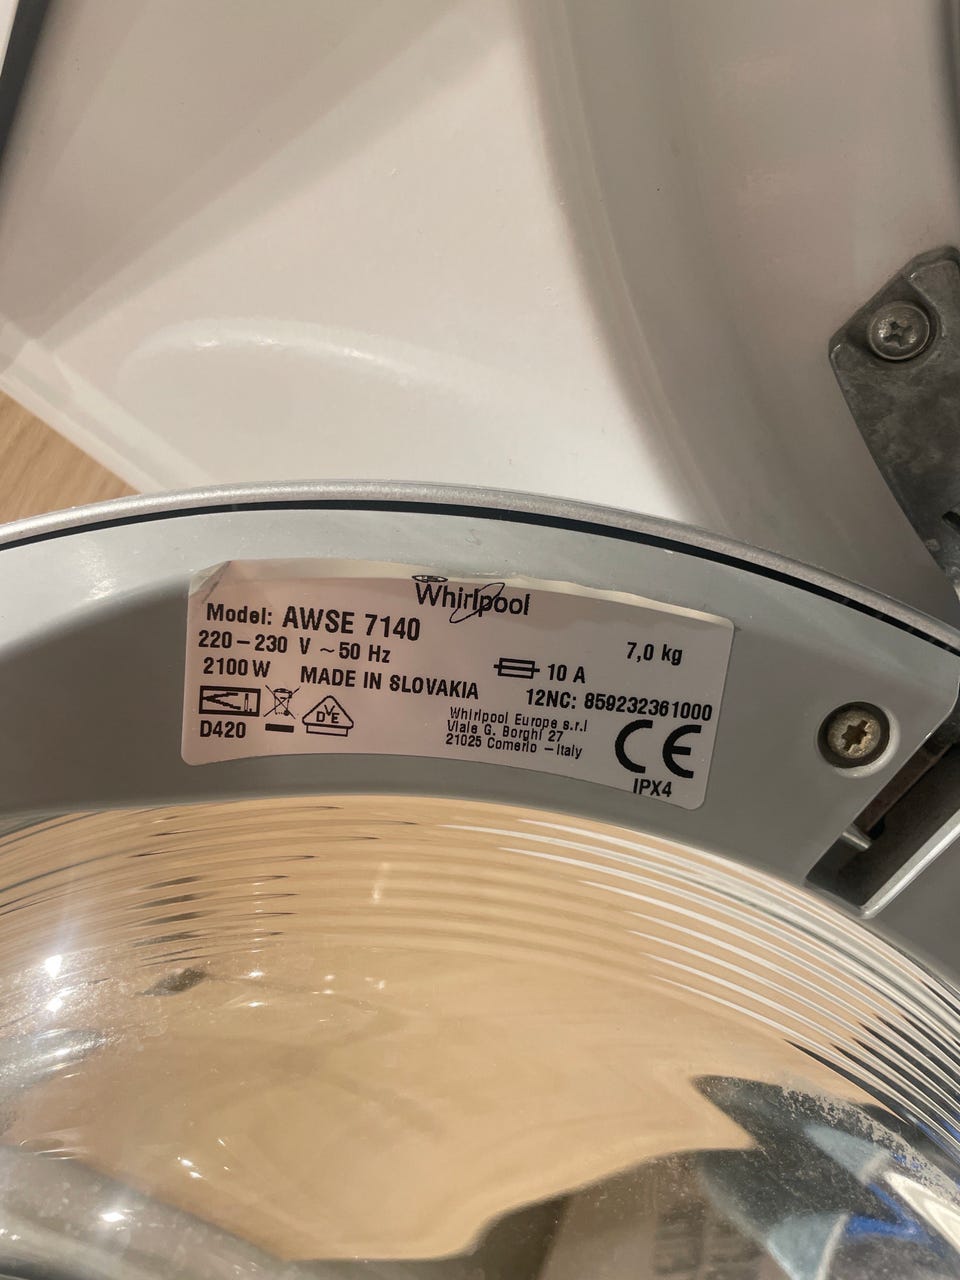 Whirlpool
Model: AWSE 7140
220-230 V ~50 Hz
7,0 kg
2100 W
MADE IN SLOVAKIA
10 A
12NC: 859232361000
D420
DVE
Whirlpool Europe s.r.l
Viale G. Borghi 27
21025 Comerio - Italy
CE
IPX4